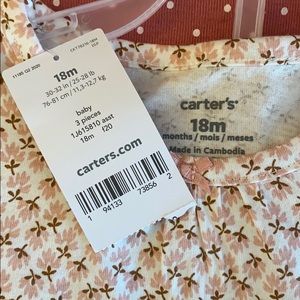 18m
30-32 in / 25-28 lb
76-81 cm / 11,3-12,7 kg
baby
3 pieces
1J615810 asst
18m f20
carters.com
1 94133 73856 2
carter's
18m
months / mois / meses
Made in Cambodia